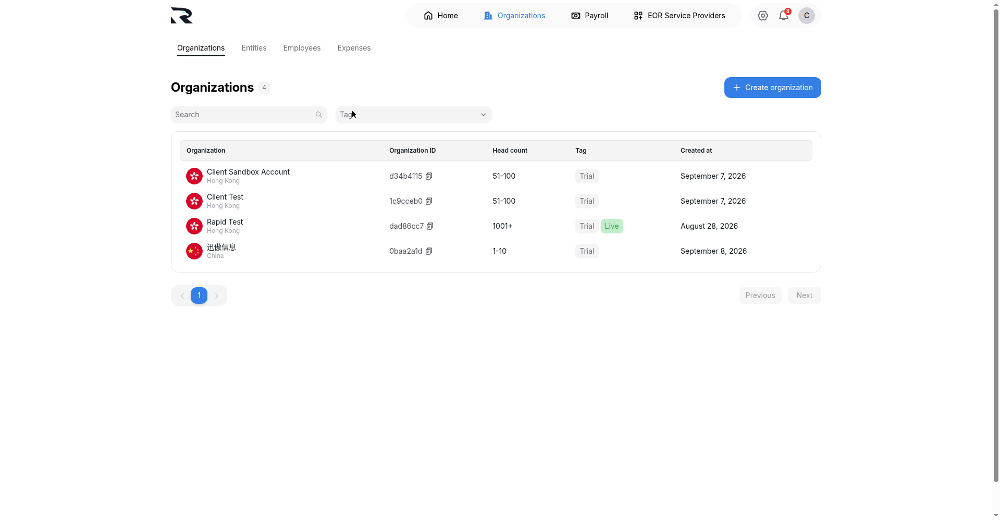 Home
Organizations
Payroll
EOR Service Providers
8
C
Organizations
Entities
Employees
Expenses
Organizations 4
Create organization
Search
Tag
Organization Organization ID Head count Tag Created at
Client Sandbox Account
Hong Kong
d34b4115 51-100 Trial September 7, 2026
Client Test
Hong Kong
1c9cceb0 51-100 Trial September 7, 2026
Rapid Test
Hong Kong
dad86cc7 1001+ Trial Live August 28, 2026
迅傲信息
China
0baa2a1d 1-10 Trial September 8, 2026
1
Previous
Next